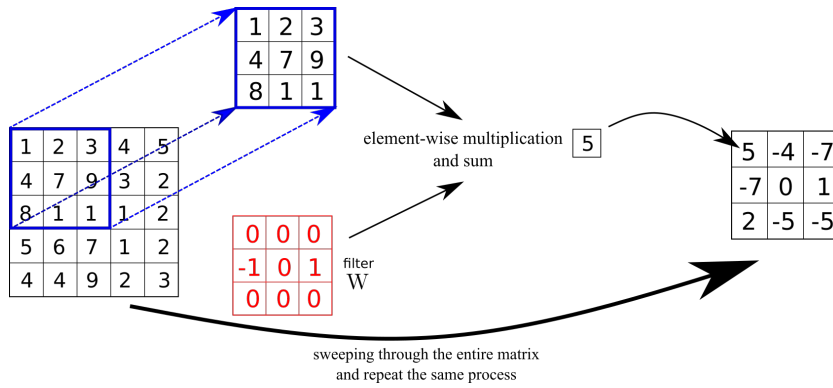 1 2 3
4 7 9
8 1 1
1 2 3 4 5
4 7 9 3 2
8 1 1 1 2
5 6 7 1 2
4 4 9 2 3
0 0 0
-1 0 1
0 0 0
filter
W
element-wise multiplication
and sum
5
5 -4 -7
-7 0 1
2 -5 -5
sweeping through the entire matrix
and repeat the same process